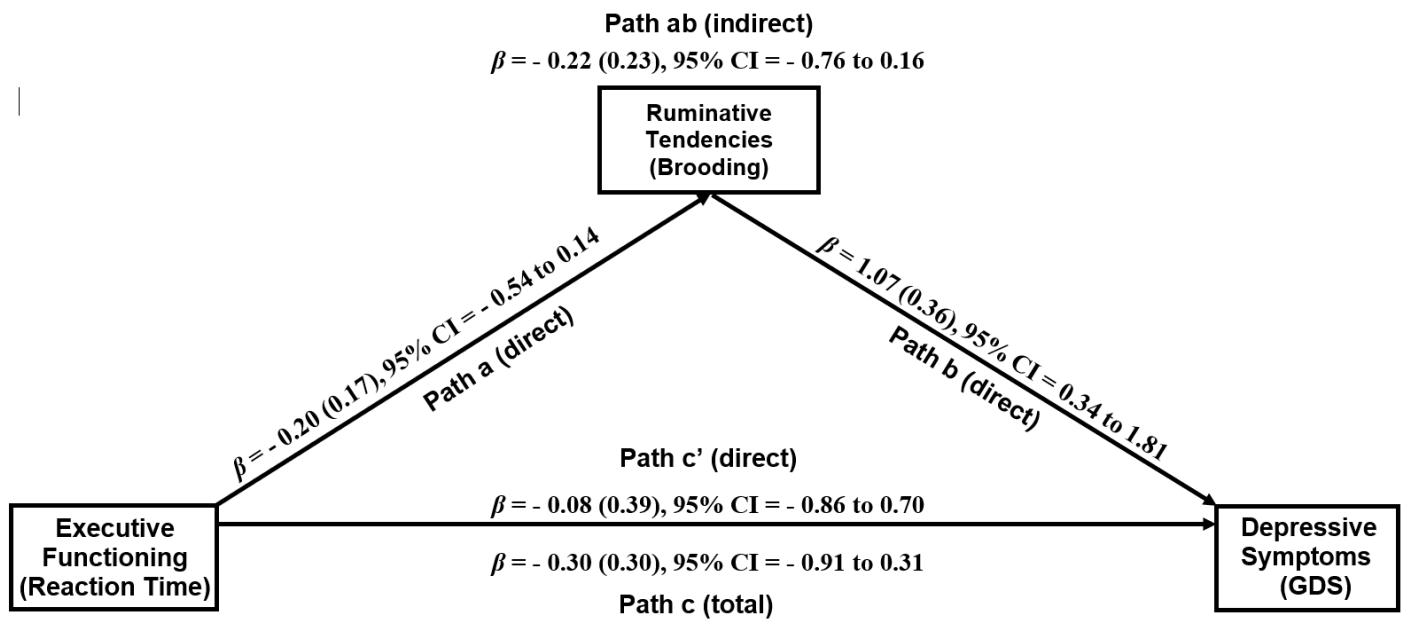 Path ab (indirect)
β = - 0.22 (0.23), 95% CI = - 0.76 to 0.16
Ruminative
Tendencies
(Brooding)
β = - 0.20 (0.17), 95% CI = - 0.54 to 0.14
Path a (direct)
β = 1.07 (0.36), 95% CI = 0.34 to 1.81
Path b (direct)
Path c’ (direct)
β = - 0.08 (0.39), 95% CI = - 0.86 to 0.70
Executive
Functioning
(Reaction Time)
Depressive
Symptoms
(GDS)
β = - 0.30 (0.30), 95% CI = - 0.91 to 0.31
Path c (total)